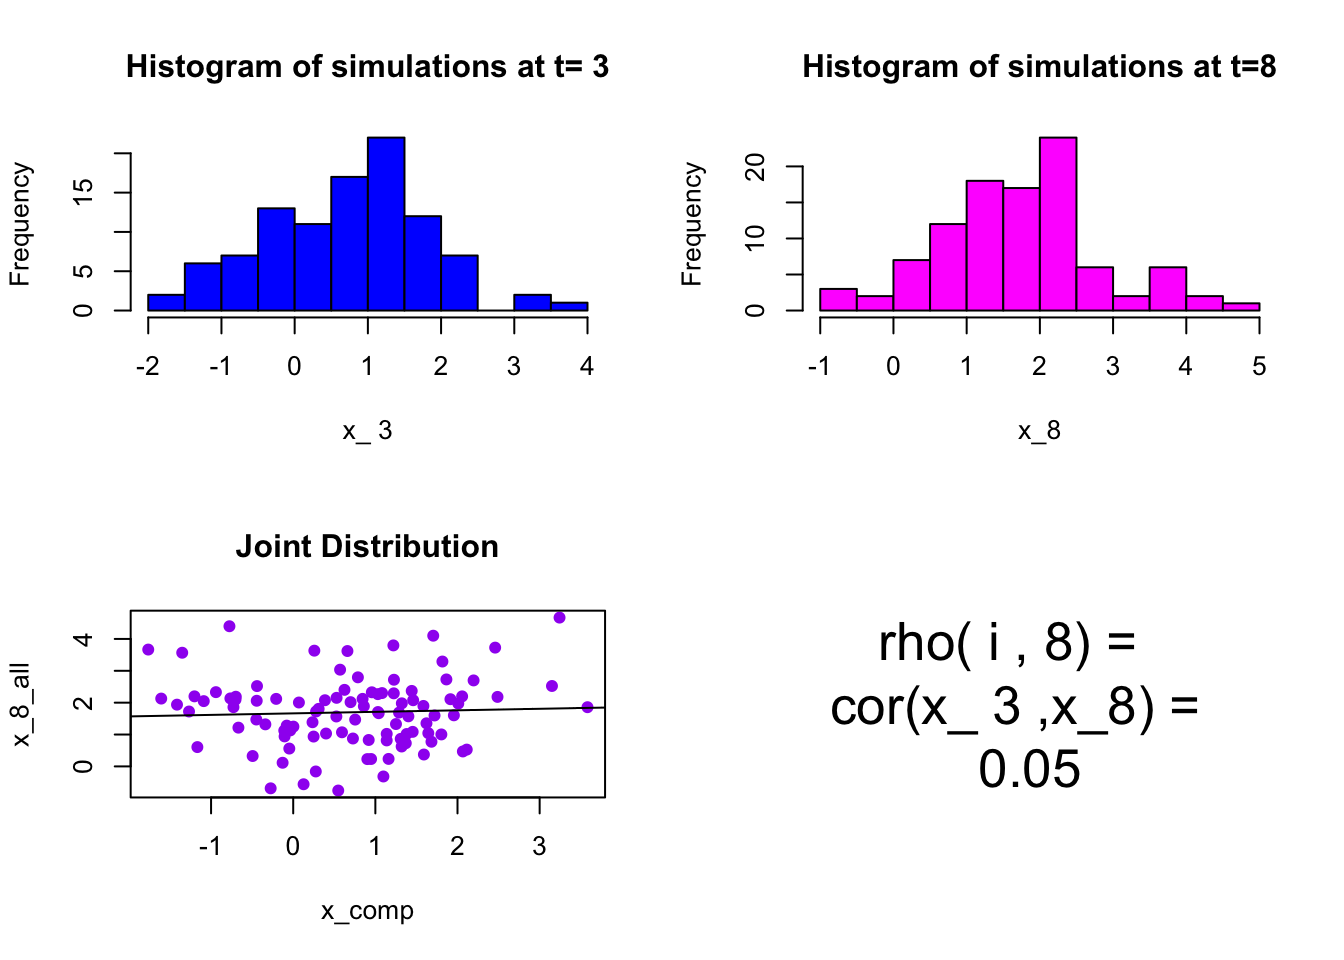 Histogram of simulations at t= 3
Frequency
0
5
15
-2 -1 0 1 2 3 4
x_ 3
Histogram of simulations at t=8
Frequency
0
10
20
-1 0 1 2 3 4 5
x_8
Joint Distribution
x_8_all
0
2
4
-1 0 1 2 3
x_comp
rho( i , 8) =
cor(x_ 3 ,x_8) =
0.05